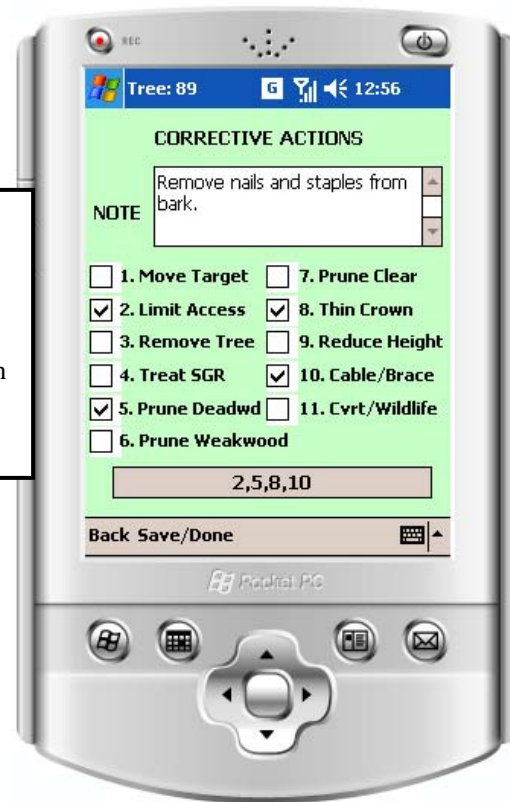 REC
Tree: 89 G 12:56
CORRECTIVE ACTIONS
NOTE
Remove nails and staples from
bark.
1. Move Target
2. Limit Access
3. Remove Tree
4. Treat SGR
5. Prune Deadwd
6. Prune Weakwood
7. Prune Clear
8. Thin Crown
9. Reduce Height
10. Cable/Brace
11. Cvrt/Wildlife
2,5,8,10
Back Save/Done
Pocket PC